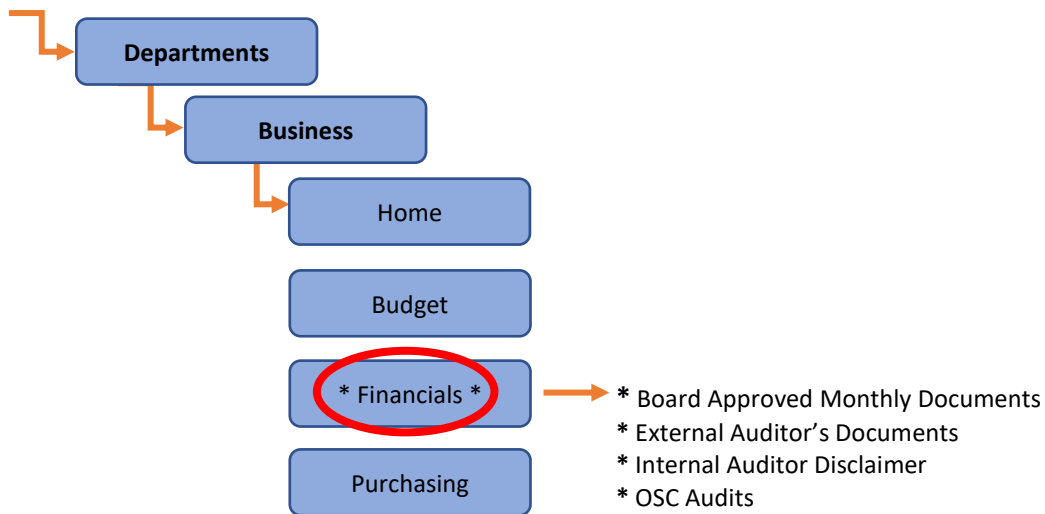 Departments
Business
Home
Budget
* Financials *
* Board Approved Monthly Documents
* External Auditor’s Documents
* Internal Auditor Disclaimer
* OSC Audits
Purchasing